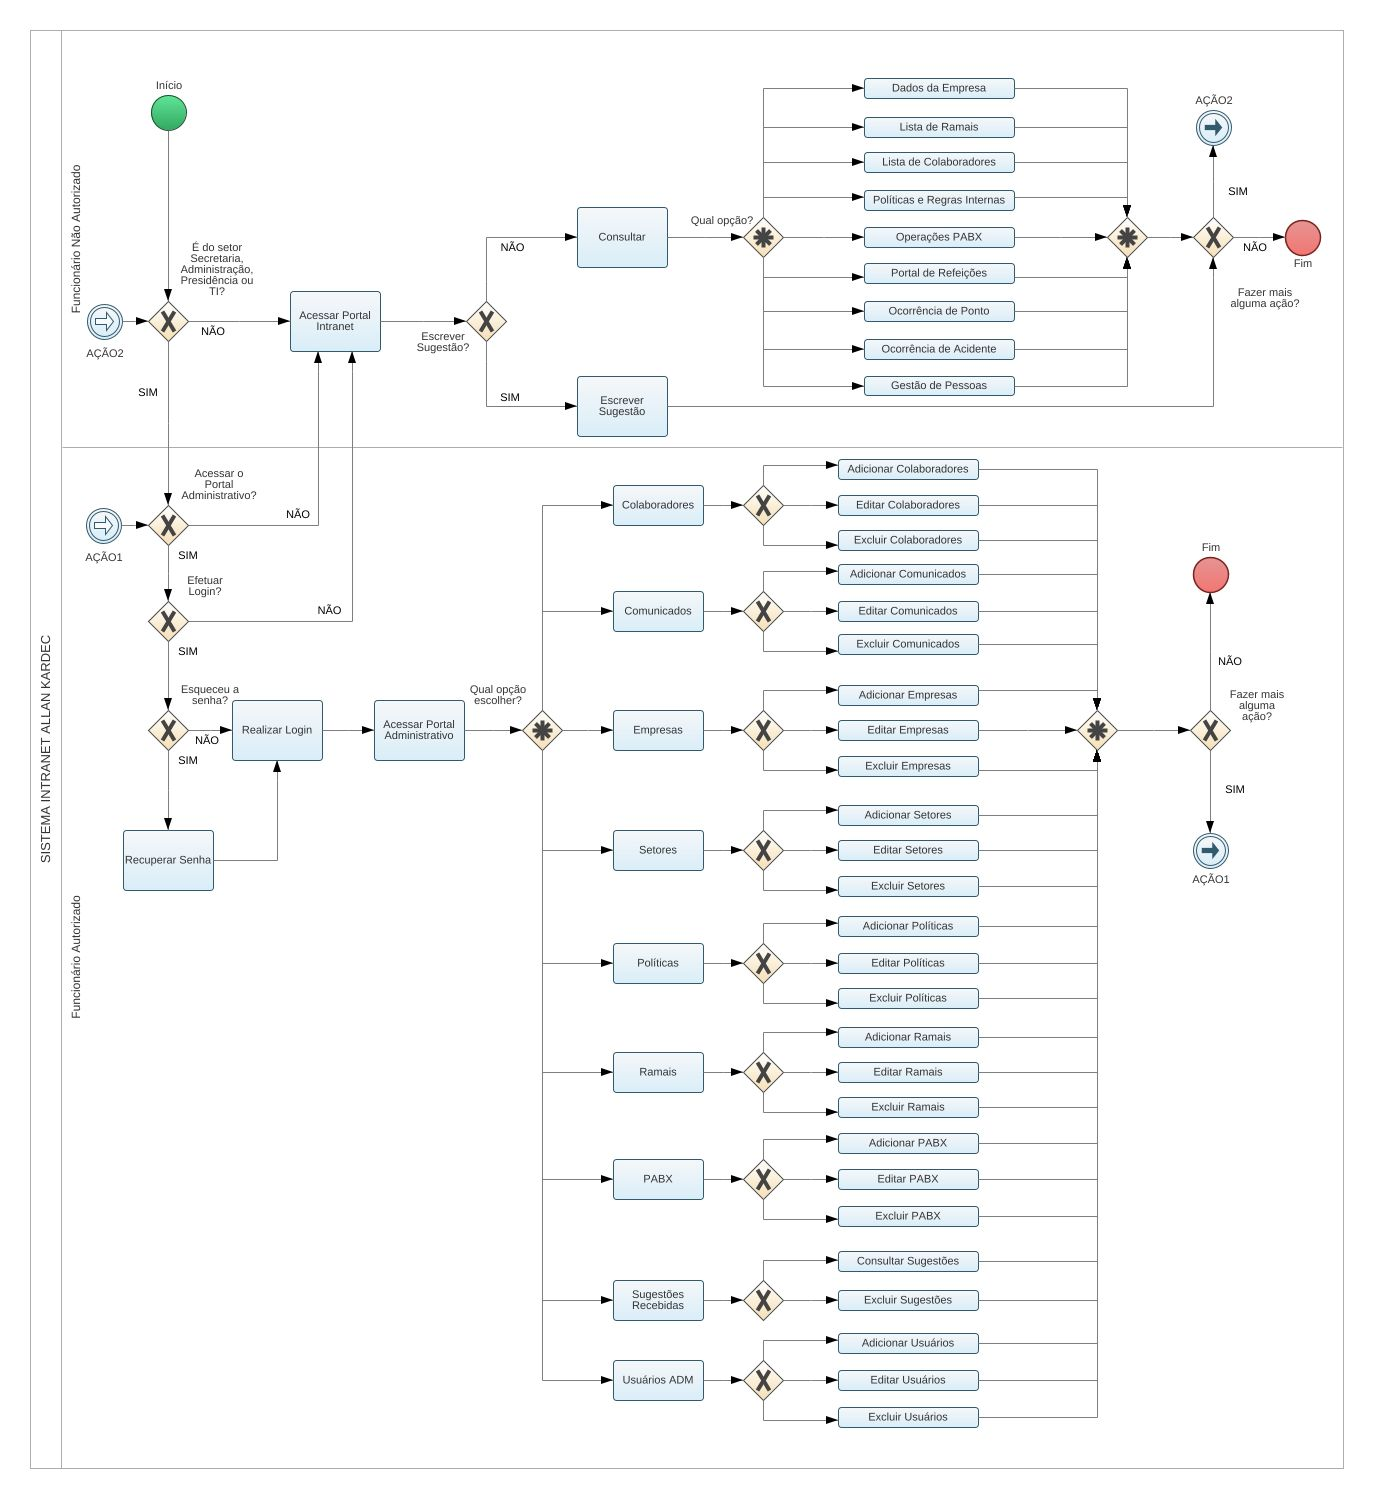 SISTEMA INTRANET ALLAN KARDEC
Funcionário Não Autorizado
Início
É do setor
Secretaria,
Administração,
Presidência ou
TI?
AÇÃO2
NÃO
SIM
Acessar Portal
Intranet
Escrever
Sugestão?
NÃO
SIM
Consultar
Escrever
Sugestão
Qual opção?
Dados da Empresa
Lista de Ramais
Lista de Colaboradores
Políticas e Regras Internas
Operações PABX
Portal de Refeições
Ocorrência de Ponto
Ocorrência de Acidente
Gestão de Pessoas
AÇÃO2
SIM
NÃO
Fim
Fazer mais
alguma ação?
Funcionário Autorizado
Acessar o
Portal
Administrativo?
AÇÃO1
NÃO
SIM
Efetuar
Login?
NÃO
SIM
Esqueceu a
senha?
NÃO
SIM
Realizar Login
Recuperar Senha
Acessar Portal
Administrativo
Qual opção
escolher?
Colaboradores
Adicionar Colaboradores
Editar Colaboradores
Excluir Colaboradores
Comunicados
Adicionar Comunicados
Editar Comunicados
Excluir Comunicados
Empresas
Adicionar Empresas
Editar Empresas
Excluir Empresas
Setores
Adicionar Setores
Editar Setores
Excluir Setores
Políticas
Adicionar Políticas
Editar Políticas
Excluir Políticas
Ramais
Adicionar Ramais
Editar Ramais
Excluir Ramais
PABX
Adicionar PABX
Editar PABX
Excluir PABX
Sugestões
Recebidas
Consultar Sugestões
Excluir Sugestões
Usuários ADM
Adicionar Usuários
Editar Usuários
Excluir Usuários
Fim
NÃO
Fazer mais
alguma
ação?
SIM
AÇÃO1